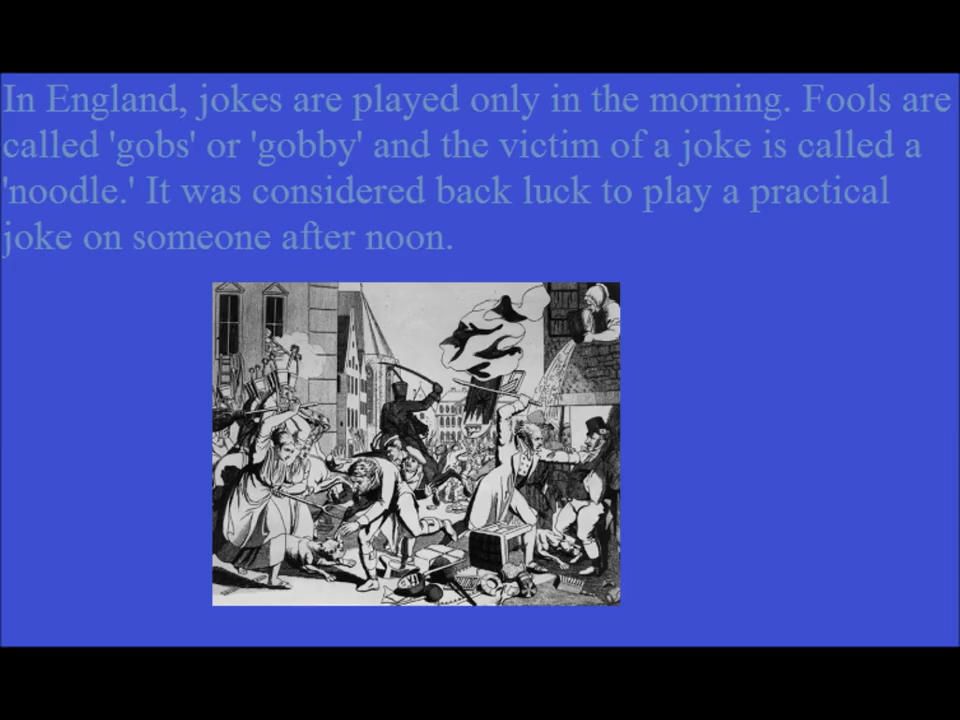 In England, jokes are played only in the morning. Fools are
called 'gobs' or 'gobby' and the victim of a joke is called a
'noodle.' It was considered back luck to play a practical
joke on someone after noon.